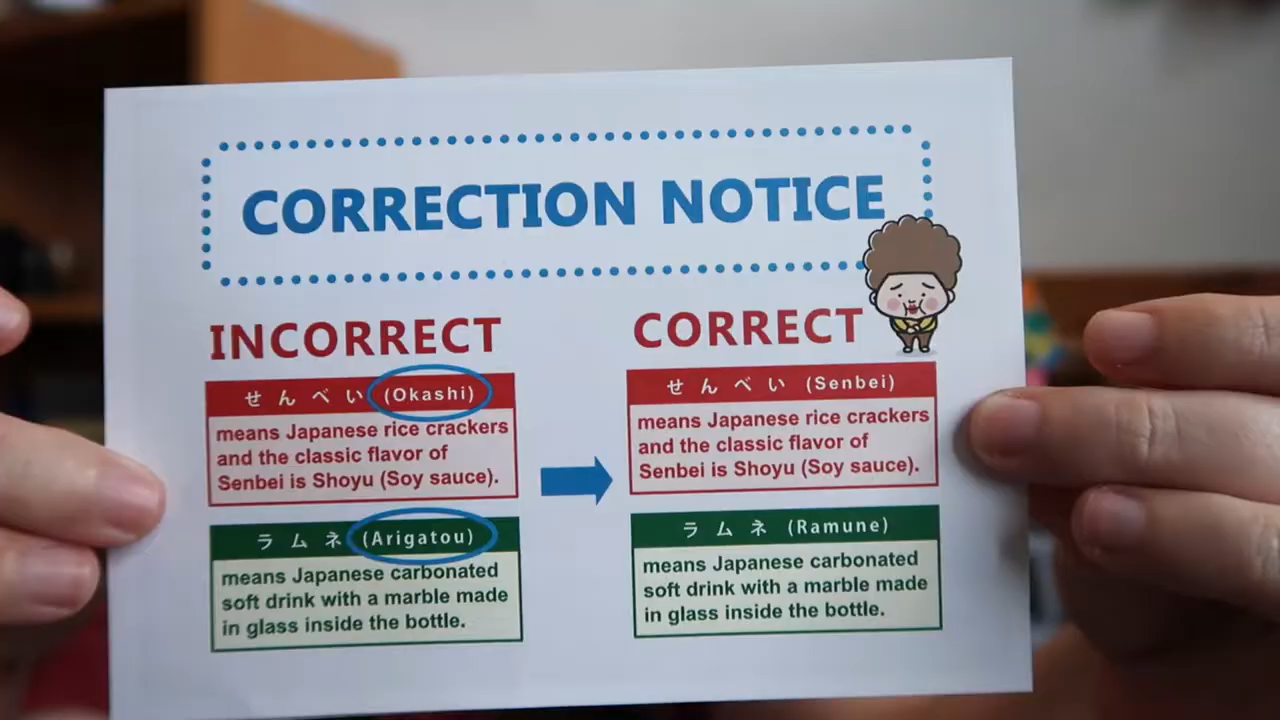 CORRECTION NOTICE
INCORRECT
せんべい (Okashi)
means Japanese rice crackers
and the classic flavor of
Senbei is Shoyu (Soy sauce).
ラムネ (Arigatou)
means Japanese carbonated
soft drink with a marble made
in glass inside the bottle.
CORRECT
せんべい (Senbei)
means Japanese rice crackers
and the classic flavor of
Senbei is Shoyu (Soy sauce).
ラムネ (Ramune)
means Japanese carbonated
soft drink with a marble made
in glass inside the bottle.